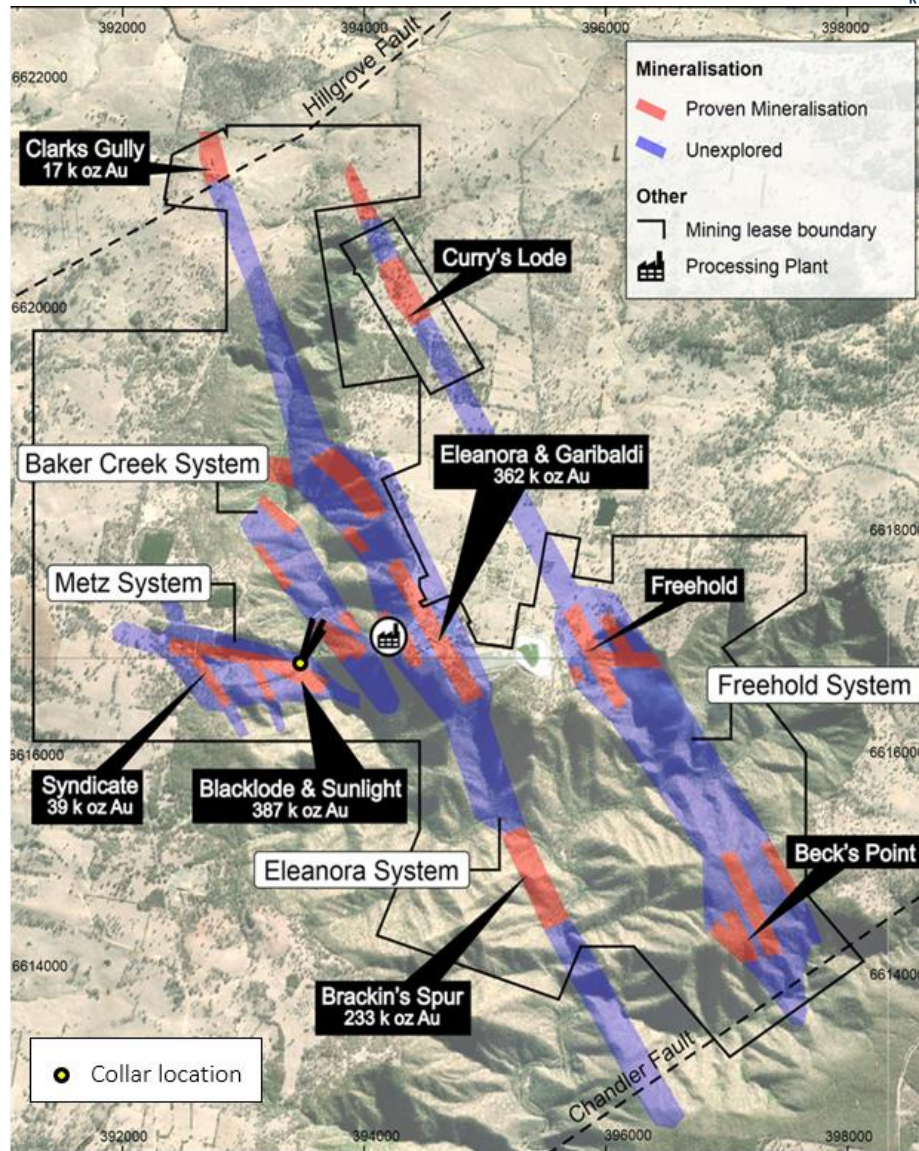 R
392000
394000
396000
398000
6622000
Hillgrove Fault
Mineralisation
Proven Mineralisation
Unexplored
Other
Mining lease boundary
Processing Plant
Clarks Gully
17 k oz Au
Curry's Lode
6620000
Baker Creek System
Eleanora & Garibaldi
362 k oz Au
6618000
Metz System
Freehold
Freehold System
6616000
6616000
Syndicate
39 k oz Au
Blacklode & Sunlight
387 k oz Au
Eleanora System
Beck's Point
6614000
6614000
Brackin's Spur
233 k oz Au
Chandler Fault
Collar location
392000
394000
396000
398000